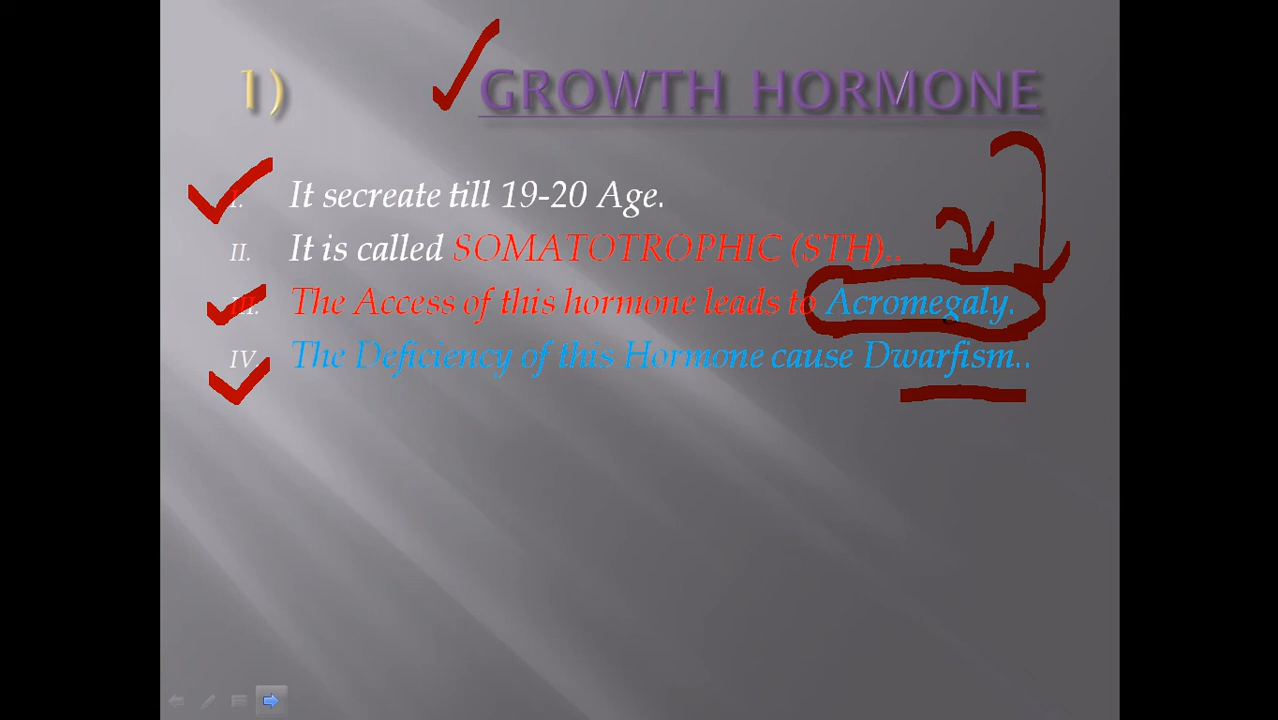 1) GROWTH HORMONE
I. It secreate till 19-20 Age.
II. It is called SOMATOTROPHIC (STH)..
III. The Access of this hormone leads to Acromegaly.
IV. The Deficiency of this Hormone cause Dwarfism..